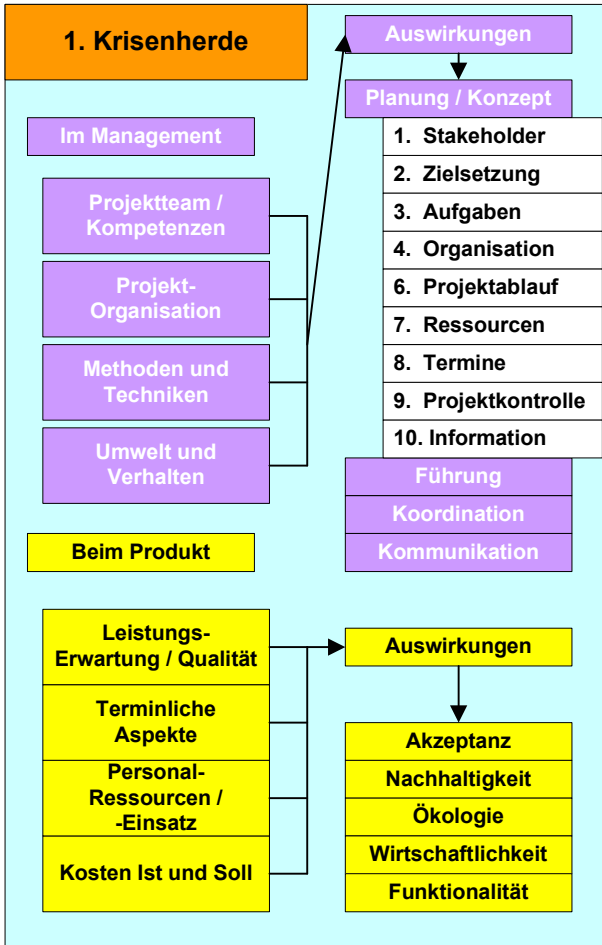 1. Krisenherde
Im Management
Projektteam /
Kompetenzen
Projekt-
Organisation
Methoden und
Techniken
Umwelt und
Verhalten
Auswirkungen
Planung / Konzept
1. Stakeholder
2. Zielsetzung
3. Aufgaben
4. Organisation
6. Projektablauf
7. Ressourcen
8. Termine
9. Projektkontrolle
10. Information
Führung
Koordination
Kommunikation
Beim Produkt
Leistungs-
Erwartung / Qualität
Terminliche
Aspekte
Personal-
Ressourcen /
-Einsatz
Kosten Ist und Soll
Auswirkungen
Akzeptanz
Nachhaltigkeit
Ökologie
Wirtschaftlichkeit
Funktionalität